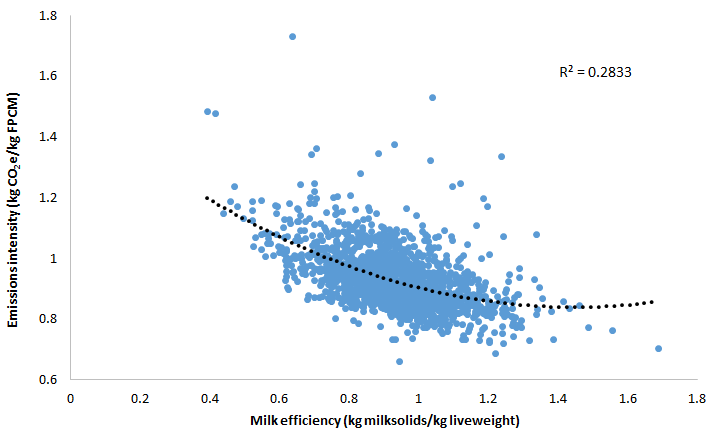 1.8
1.6
R² = 0.2833
1.4
1.2
1
0.8
0.6
0 0.2 0.4 0.6 0.8 1 1.2 1.4 1.6 1.8
Emissions intensity (kg CO₂e/kg FPCM)
Milk efficiency (kg milksolids/kg liveweight)